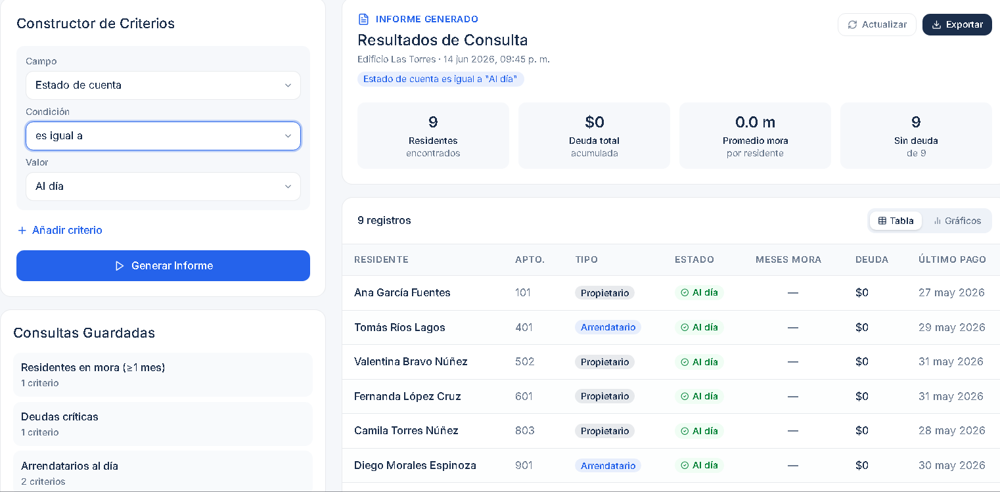 Constructor de Criterios
Campo
Estado de cuenta
Condición
es igual a
Valor
Al día
+ Añadir criterio
Generar Informe
Consultas Guardadas
Residentes en mora (≥1 mes)
1 criterio
Deudas críticas
1 criterio
Arrendatarios al día
2 criterios
INFORME GENERADO
Resultados de Consulta
Edificio Las Torres · 14 jun 2026, 09:45 p. m.
Estado de cuenta es igual a "Al día"
Actualizar
Exportar
9
Residentes
encontrados
$0
Deuda total
acumulada
0.0 m
Promedio mora
por residente
9
Sin deuda
de 9
9 registros
Tabla
Gráficos
RESIDENTE APTO. TIPO ESTADO MESES MORA DEUDA ÚLTIMO PAGO
Ana García Fuentes 101 Propietario Al día — $0 27 may 2026
Tomás Ríos Lagos 401 Arrendatario Al día — $0 29 may 2026
Valentina Bravo Núñez 502 Propietario Al día — $0 31 may 2026
Fernanda López Cruz 601 Propietario Al día — $0 31 may 2026
Camila Torres Núñez 803 Propietario Al día — $0 28 may 2026
Diego Morales Espinoza 901 Arrendatario Al día — $0 30 may 2026